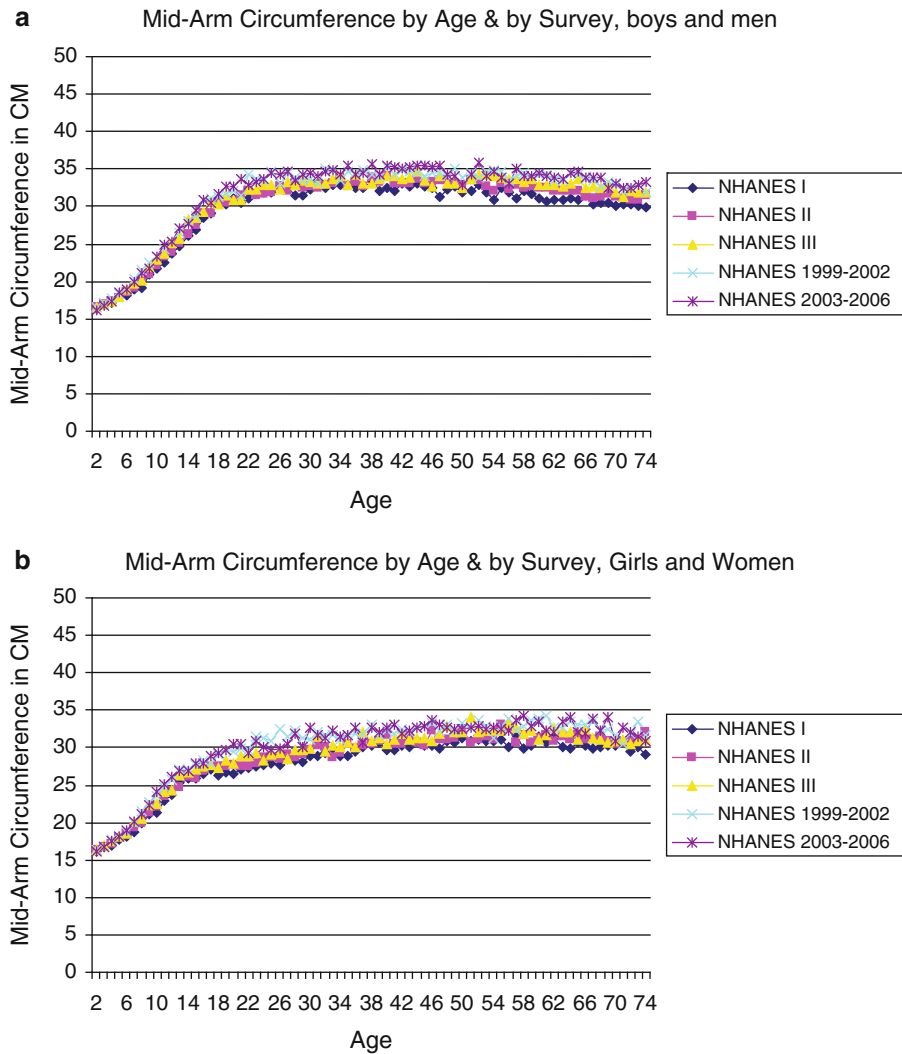 a Mid-Arm Circumference by Age & by Survey, boys and men
50
45
40
35
30
25
20
15
10
5
0
Mid-Arm Circumference in CM
2 6 10 14 18 22 26 30 34 38 42 46 50 54 58 62 66 70 74
Age
NHANES I
NHANES II
NHANES III
NHANES 1999-2002
NHANES 2003-2006
b Mid-Arm Circumference by Age & by Survey, Girls and Women
50
45
40
35
30
25
20
15
10
5
0
Mid-Arm Circumference in CM
2 6 10 14 18 22 26 30 34 38 42 46 50 54 58 62 66 70 74
Age
NHANES I
NHANES II
NHANES III
NHANES 1999-2002
NHANES 2003-2006